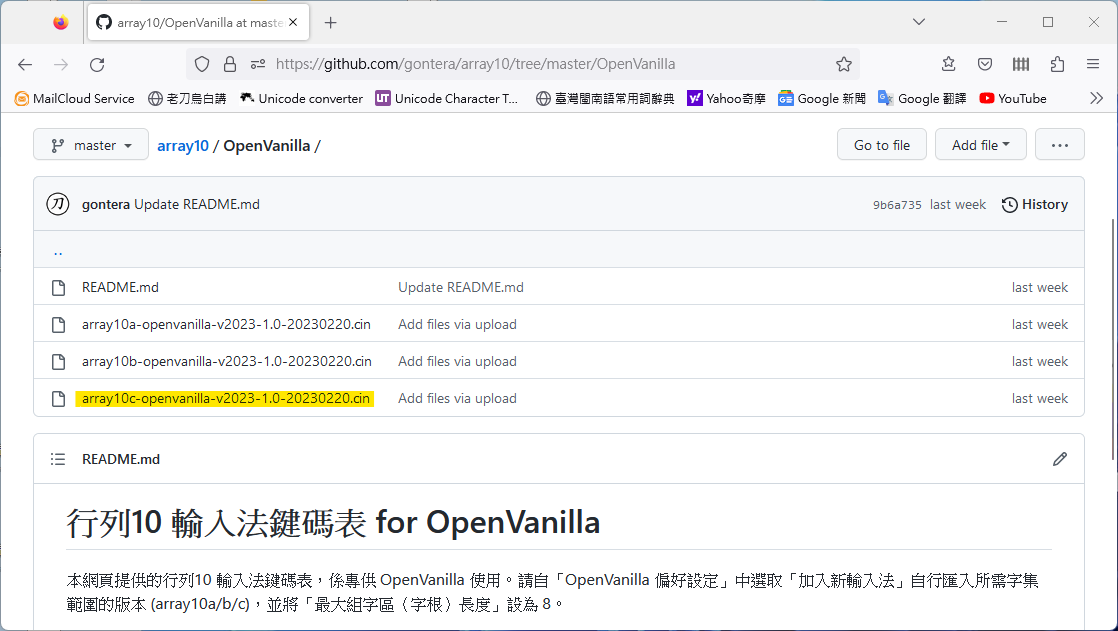 array10/OpenVanilla at maste
https://github.com/gontera/array10/tree/master/OpenVanilla
MailCloud Service 老刀烏白講 Unicode converter UT Unicode Character T... 臺灣閩南語常用詞辭典 y! Yahoo奇摩 Google 新聞 Google 翻譯 YouTube
master array10 / OpenVanilla / Go to file Add file ...
刀 gontera Update README.md 9b6a735 last week History
..
README.md Update README.md last week
array10a-openvanilla-v2023-1.0-20230220.cin Add files via upload last week
array10b-openvanilla-v2023-1.0-20230220.cin Add files via upload last week
array10c-openvanilla-v2023-1.0-20230220.cin Add files via upload last week
README.md
行列10 輸入法鍵碼表 for OpenVanilla
本網頁提供的行列10 輸入法鍵碼表，係專供 OpenVanilla 使用。請自「OpenVanilla 偏好設定」中選取「加入新輸入法」自行匯入所需字集
範圍的版本 (array10a/b/c)，並將「最大組字區（字根）長度」設為 8。